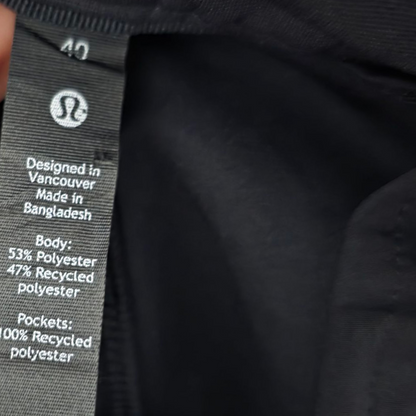 40
Designed in
Vancouver
Made in
Bangladesh
Body:
53% Polyester
47% Recycled
polyester
Pockets:
100% Recycled
polyester